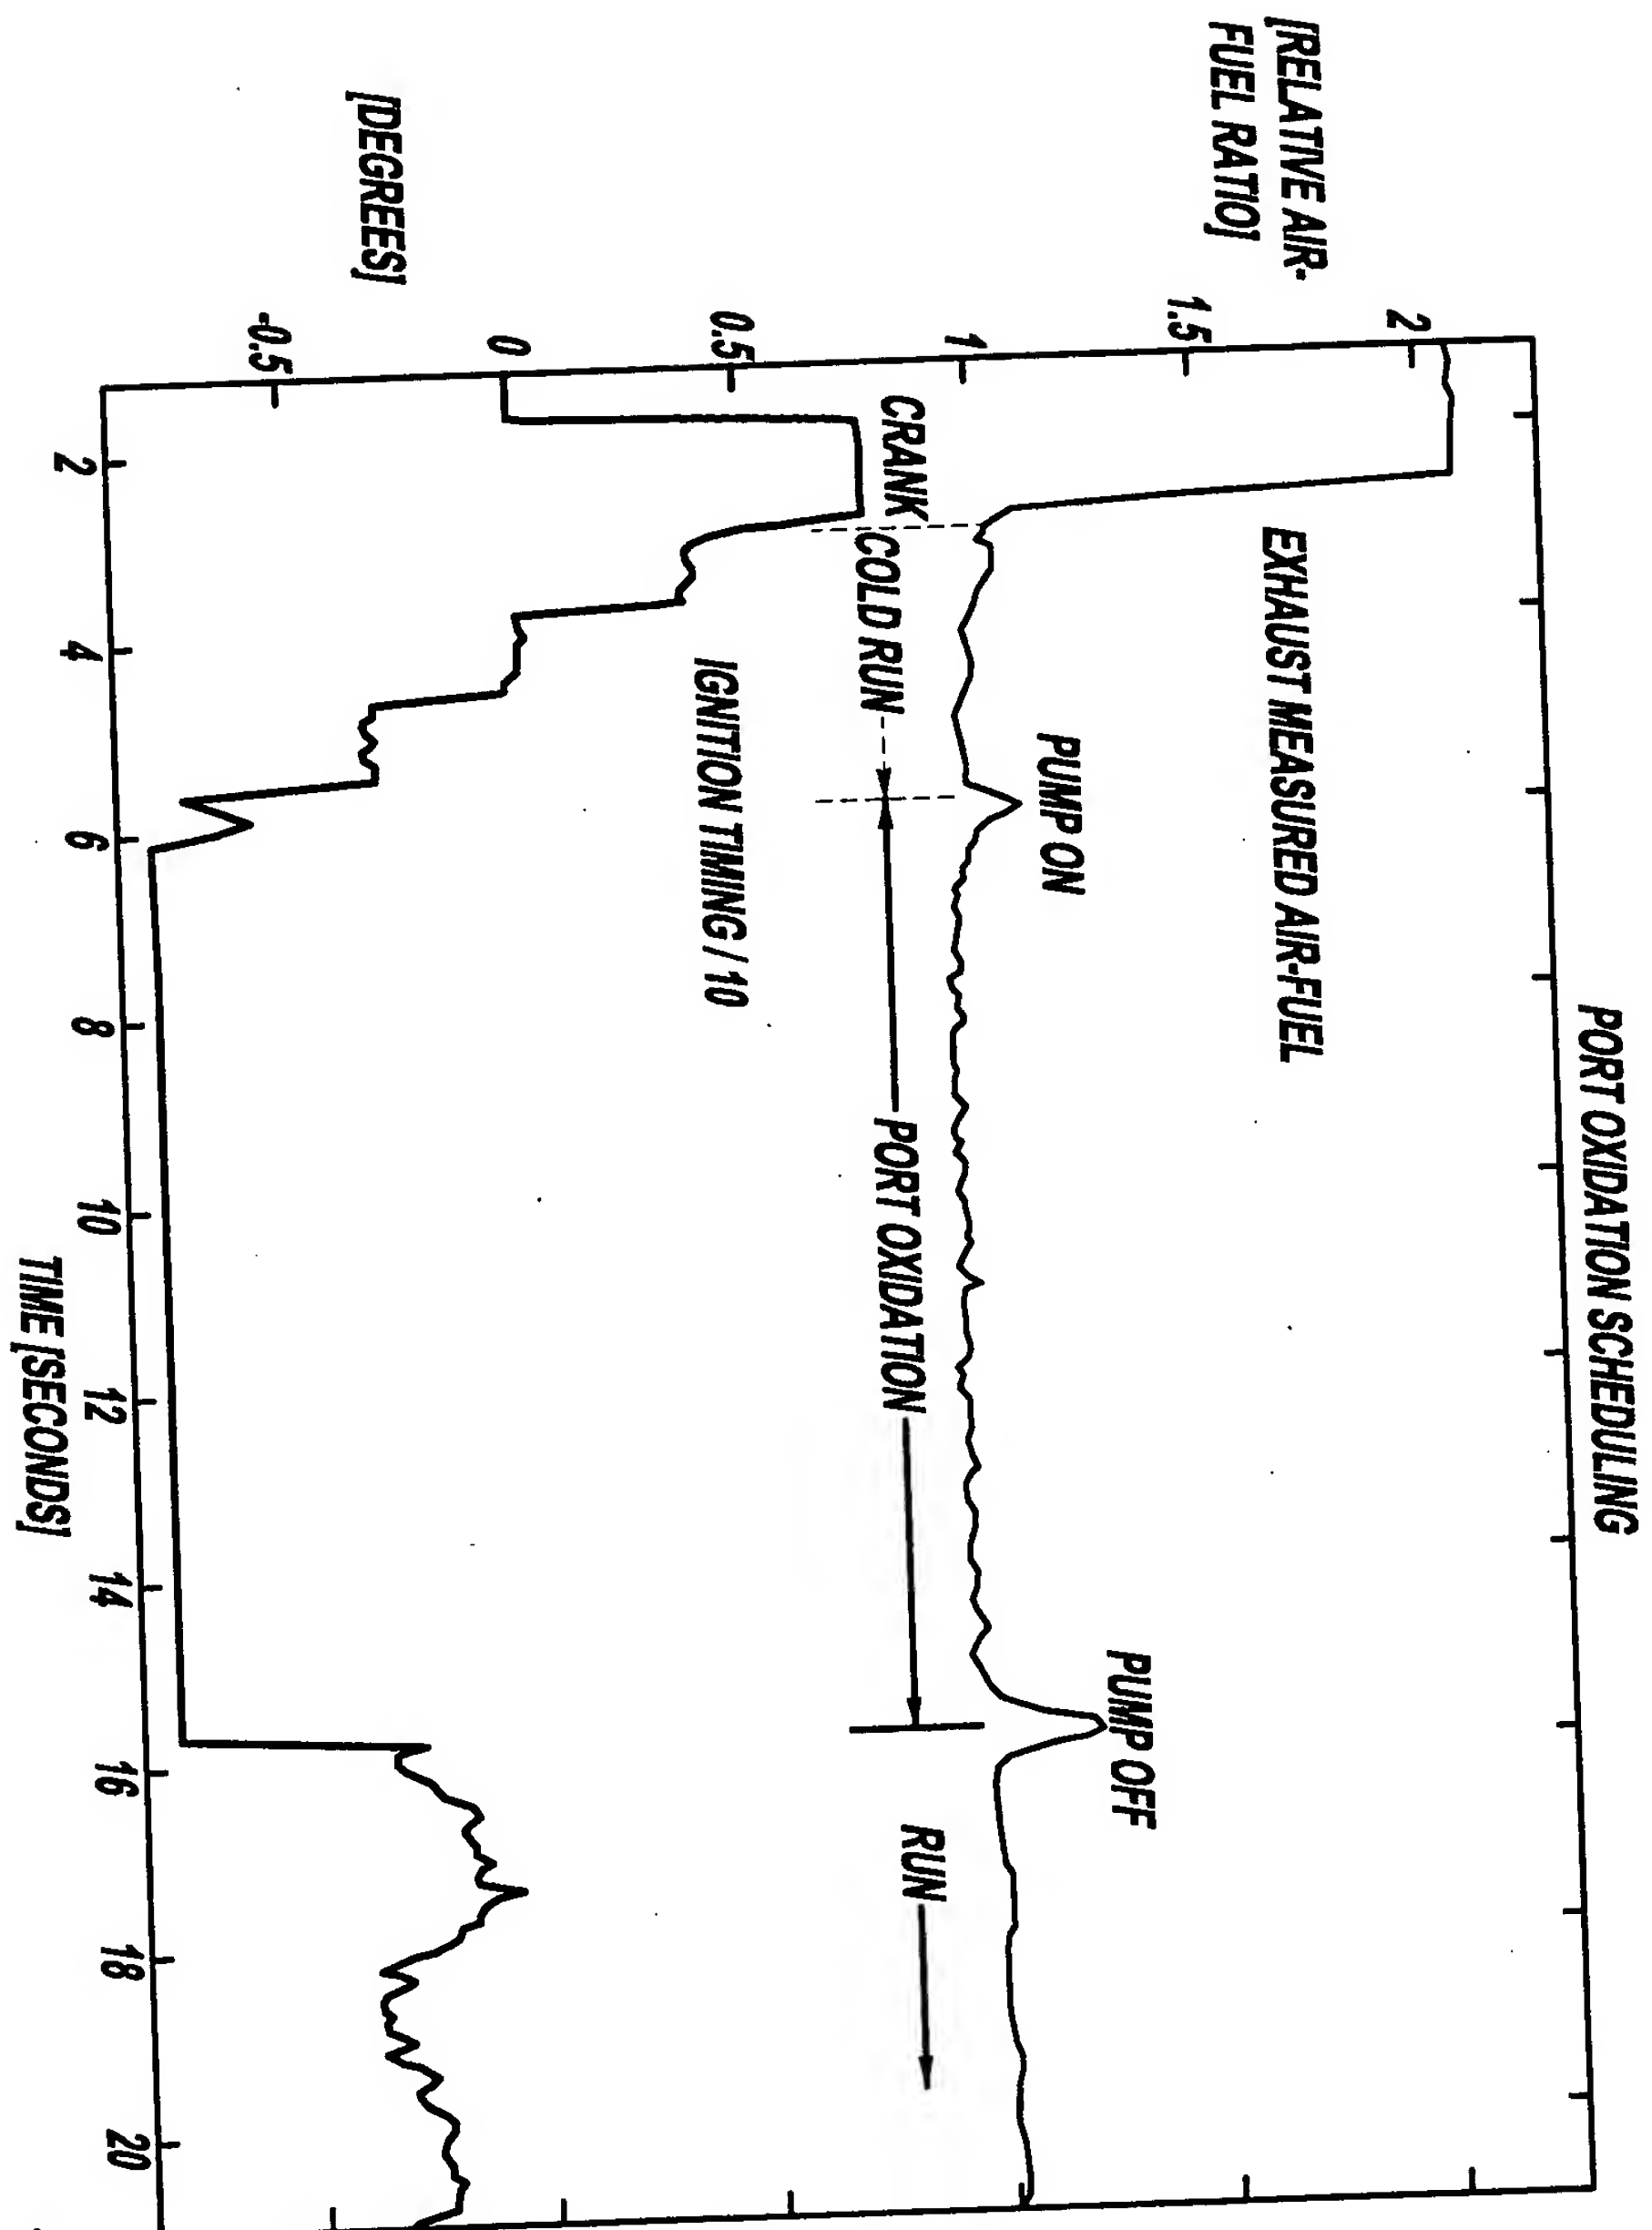 PORT OXIDATION SCHEDULING
[RELATIVE AIR-
FUEL RATIO]
2
1.5
1
0.5
0
-0.5
[DEGREES]
EXHAUST MEASURED AIR-FUEL
PUMP ON
PUMP OFF
CRANK
COLD RUN
PORT OXIDATION
RUN
IGNITION TIMING / 10
2
4
6
8
10
12
14
16
18
20
TIME [SECONDS]